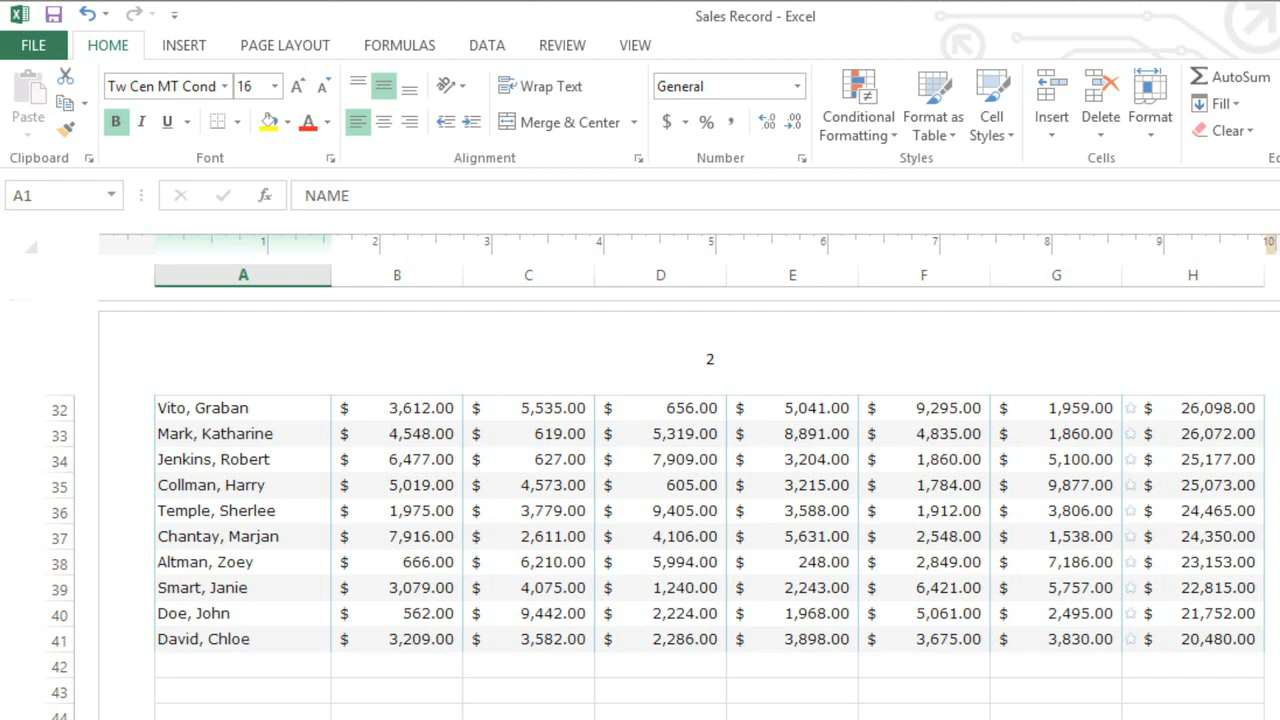 Sales Record - Excel
FILE HOME INSERT PAGE LAYOUT FORMULAS DATA REVIEW VIEW
Paste
Clipboard
Tw Cen MT Cond 16
B I U
Font
Wrap Text
Merge & Center
Alignment
General
$ % ,
Number
Conditional Formatting
Format as Table
Cell Styles
Styles
Insert Delete Format
Cells
AutoSum
Fill
Clear
A1 fx NAME
1 2 3 4 5 6 7 8 9 10
A B C D E F G H
2
32 Vito, Graban $ 3,612.00 $ 5,535.00 $ 656.00 $ 5,041.00 $ 9,295.00 $ 1,959.00 $ 26,098.00
33 Mark, Katharine $ 4,548.00 $ 619.00 $ 5,319.00 $ 8,891.00 $ 4,835.00 $ 1,860.00 $ 26,072.00
34 Jenkins, Robert $ 6,477.00 $ 627.00 $ 7,909.00 $ 3,204.00 $ 1,860.00 $ 5,100.00 $ 25,177.00
35 Collman, Harry $ 5,019.00 $ 4,573.00 $ 605.00 $ 3,215.00 $ 1,784.00 $ 9,877.00 $ 25,073.00
36 Temple, Sherlee $ 1,975.00 $ 3,779.00 $ 9,405.00 $ 3,588.00 $ 1,912.00 $ 3,806.00 $ 24,465.00
37 Chantay, Marjan $ 7,916.00 $ 2,611.00 $ 4,106.00 $ 5,631.00 $ 2,548.00 $ 1,538.00 $ 24,350.00
38 Altman, Zoey $ 666.00 $ 6,210.00 $ 5,994.00 $ 248.00 $ 2,849.00 $ 7,186.00 $ 23,153.00
39 Smart, Janie $ 3,079.00 $ 4,075.00 $ 1,240.00 $ 2,243.00 $ 6,421.00 $ 5,757.00 $ 22,815.00
40 Doe, John $ 562.00 $ 9,442.00 $ 2,224.00 $ 1,968.00 $ 5,061.00 $ 2,495.00 $ 21,752.00
41 David, Chloe $ 3,209.00 $ 3,582.00 $ 2,286.00 $ 3,898.00 $ 3,675.00 $ 3,830.00 $ 20,480.00
42
43
44